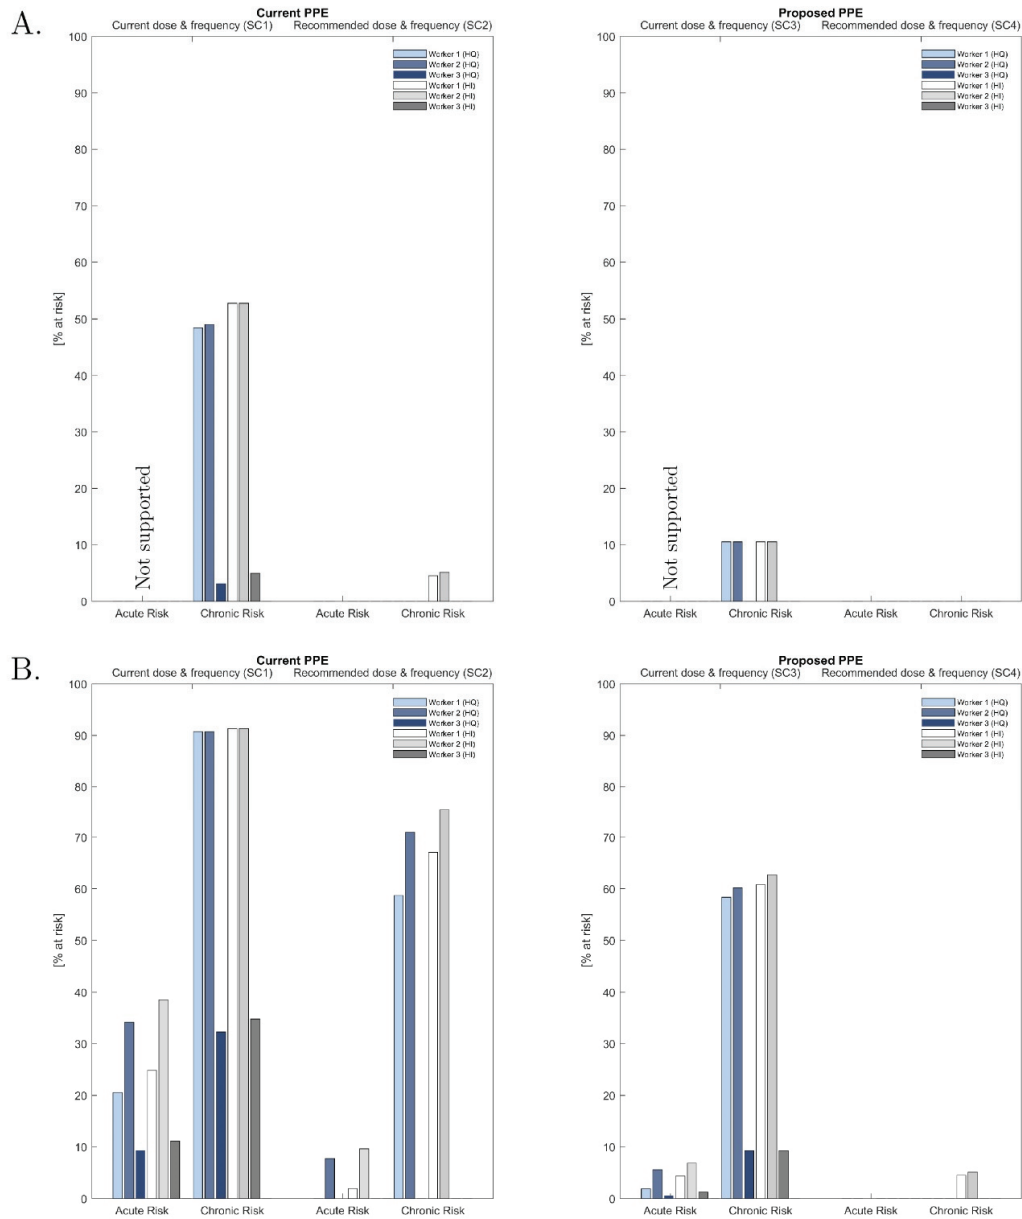 A.
Current PPE
Current dose & frequency (SC1) Recommended dose & frequency (SC2)
100
90
80
70
60
50
40
30
20
10
0
[% at risk]
Worker 1 (HQ)
Worker 2 (HQ)
Worker 3 (HQ)
Worker 1 (HI)
Worker 2 (HI)
Worker 3 (HI)
Not supported
Acute Risk Chronic Risk Acute Risk Chronic Risk
Proposed PPE
Current dose & frequency (SC3) Recommended dose & frequency (SC4)
100
90
80
70
60
50
40
30
20
10
0
[% at risk]
Worker 1 (HQ)
Worker 2 (HQ)
Worker 3 (HQ)
Worker 1 (HI)
Worker 2 (HI)
Worker 3 (HI)
Not supported
Acute Risk Chronic Risk Acute Risk Chronic Risk
B.
Current PPE
Current dose & frequency (SC1) Recommended dose & frequency (SC2)
100
90
80
70
60
50
40
30
20
10
0
[% at risk]
Worker 1 (HQ)
Worker 2 (HQ)
Worker 3 (HQ)
Worker 1 (HI)
Worker 2 (HI)
Worker 3 (HI)
Acute Risk Chronic Risk Acute Risk Chronic Risk
Proposed PPE
Current dose & frequency (SC3) Recommended dose & frequency (SC4)
100
90
80
70
60
50
40
30
20
10
0
[% at risk]
Worker 1 (HQ)
Worker 2 (HQ)
Worker 3 (HQ)
Worker 1 (HI)
Worker 2 (HI)
Worker 3 (HI)
Acute Risk Chronic Risk Acute Risk Chronic Risk